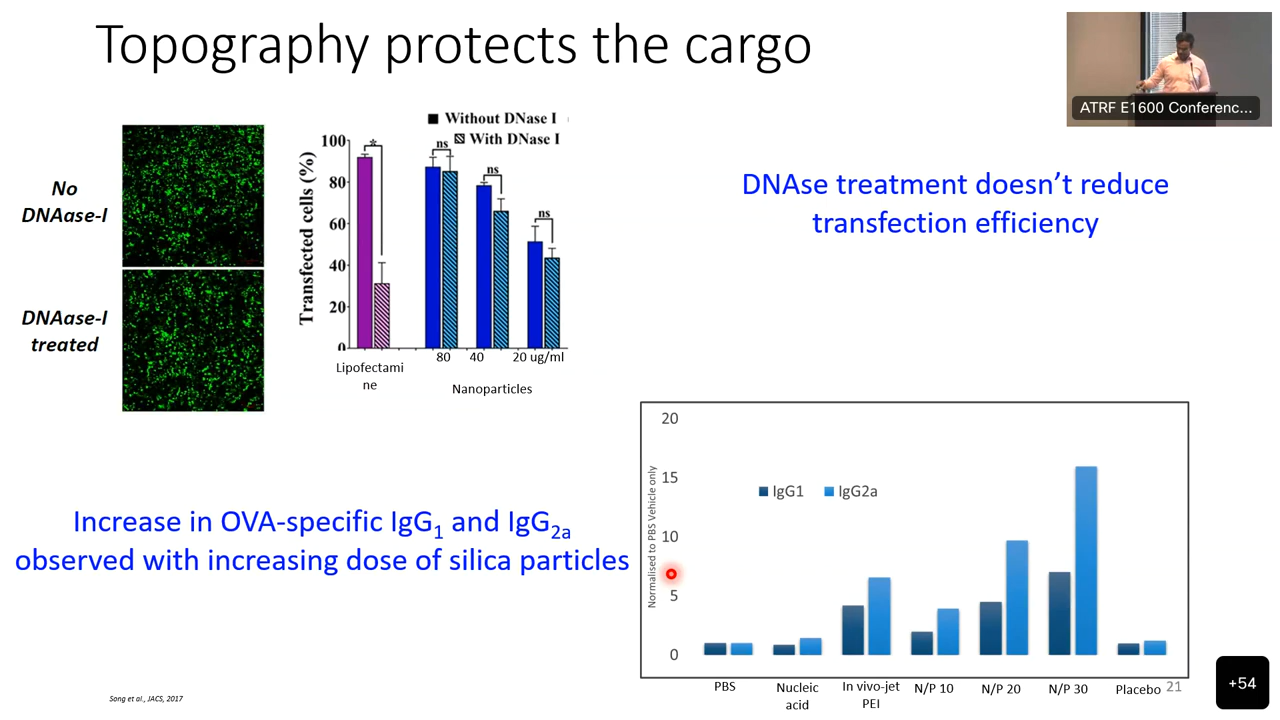 Topography protects the cargo
ATRF E1600 Conferenc...
No
DNAase-I
DNAase-I
treated
Without DNase I
With DNase I
Transfected cells (%)
100
80
60
40
20
0
*
ns
ns
ns
80
40
20 ug/ml
Lipofectami
ne
Nanoparticles
DNAse treatment doesn’t reduce
transfection efficiency
Increase in OVA-specific IgG1 and IgG2a
observed with increasing dose of silica particles
Normalised to PBS Vehicle only
20
15
10
5
0
IgG1
IgG2a
PBS
Nucleic
acid
In vivo-jet
PEI
N/P 10
N/P 20
N/P 30
Placebo
21
Song et al., JACS, 2017
+54